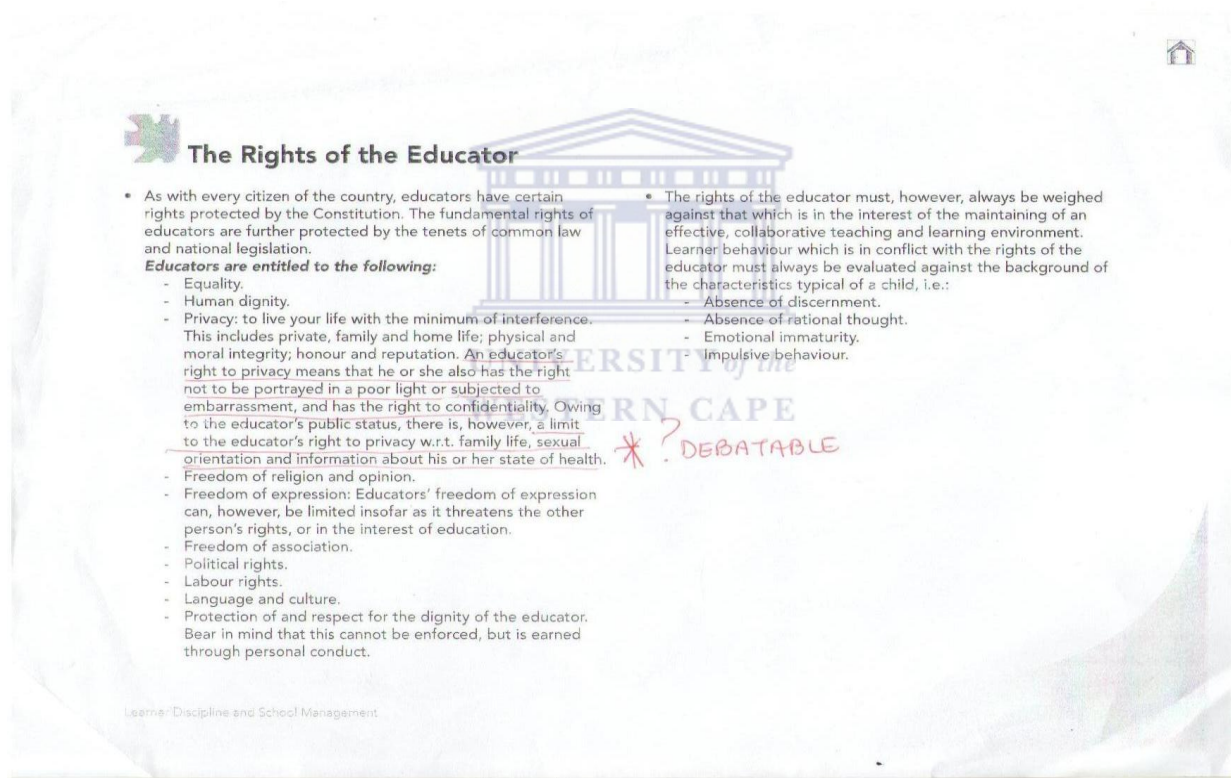 The Rights of the Educator
• As with every citizen of the country, educators have certain
rights protected by the Constitution. The fundamental rights of
educators are further protected by the tenets of common law
and national legislation.
Educators are entitled to the following:
- Equality.
- Human dignity.
- Privacy: to live your life with the minimum of interference.
This includes private, family and home life; physical and
moral integrity; honour and reputation. An educator's
right to privacy means that he or she also has the right
not to be portrayed in a poor light or subjected to
embarrassment, and has the right to confidentiality. Owing
to the educator's public status, there is, however, a limit
to the educator's right to privacy w.r.t. family life, sexual
orientation and information about his or her state of health.
* ? DEBATABLE
- Freedom of religion and opinion.
- Freedom of expression: Educators' freedom of expression
can, however, be limited insofar as it threatens the other
person's rights, or in the interest of education.
- Freedom of association.
- Political rights.
- Labour rights.
- Language and culture.
- Protection of and respect for the dignity of the educator.
Bear in mind that this cannot be enforced, but is earned
through personal conduct.
• The rights of the educator must, however, always be weighed
against that which is in the interest of the maintaining of an
effective, collaborative teaching and learning environment.
Learner behaviour which is in conflict with the rights of the
educator must always be evaluated against the background of
the characteristics typical of a child, i.e.:
- Absence of discernment.
- Absence of rational thought.
- Emotional immaturity.
- Impulsive behaviour.
UNIVERSITY of the
WESTERN CAPE
Learner Discipline and School Management